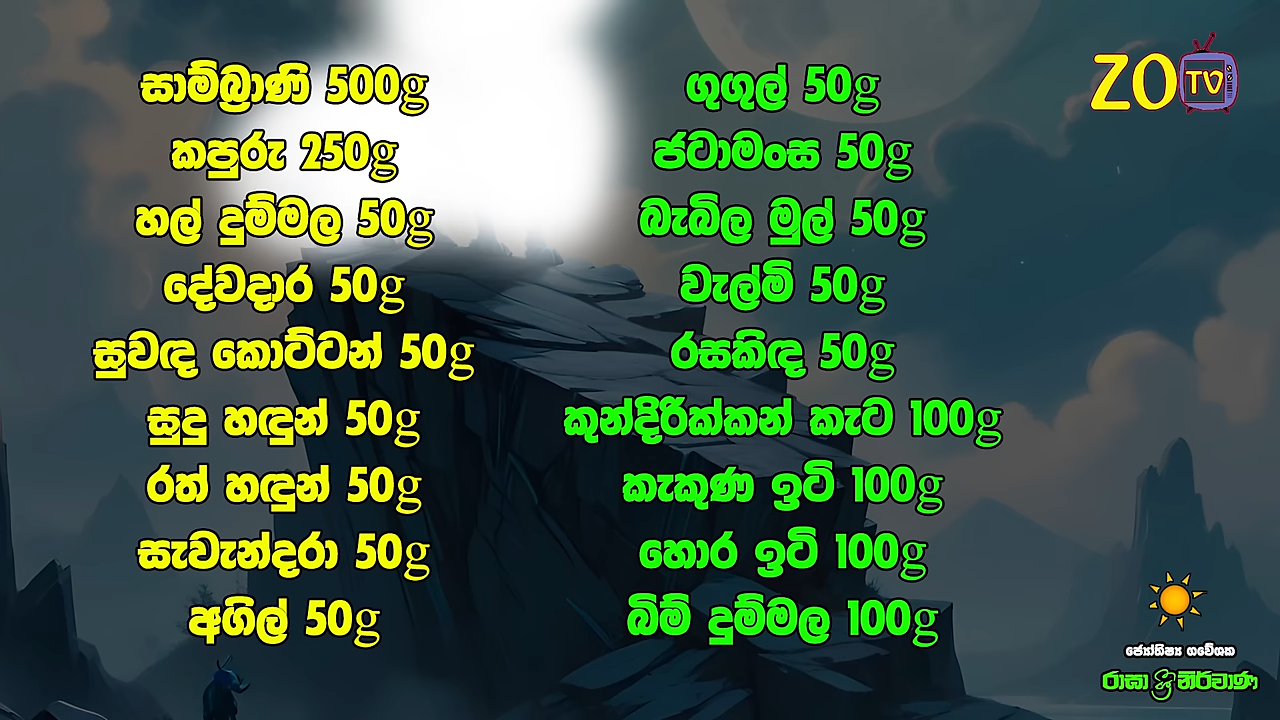 සාම්බ්‍රාණි 500g
කපුරු 250g
හල් දුම්මල 50g
දේවදාර 50g
සුවඳ කොට්ටන් 50g
සුදු හඳුන් 50g
රත් හඳුන් 50g
සැවැන්දරා 50g
අගිල් 50g
ගුගුල් 50g
ජටාමංස 50g
බැබිල මුල් 50g
වැල්මි 50g
රසකිඳ 50g
කුන්දිරික්කන් කැට 100g
කැකුණ ඉටි 100g
හොර ඉටි 100g
බිම් දුම්මල 100g
ZO TV
ජ්‍යෝතිෂ්‍ය ගවේශක
රාසා ශ්‍රී නිර්වාණ